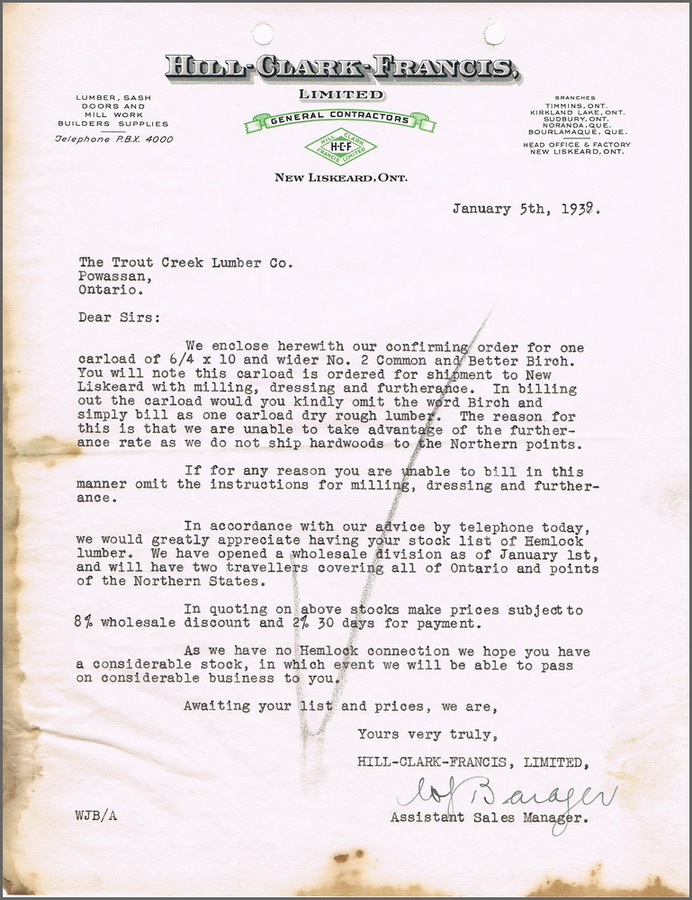 HILL-CLARK-FRANCIS,
LIMITED
GENERAL CONTRACTORS
HILL CLARK
H-C-F
FRANCIS LIMITED
NEW LISKEARD, ONT.
LUMBER, SASH
DOORS AND
MILL WORK
BUILDERS SUPPLIES
Telephone P.B.X. 4000
BRANCHES
TIMMINS, ONT.
KIRKLAND LAKE, ONT.
SUDBURY, ONT.
NORANDA, QUE.
BOURLAMAQUE, QUE.
HEAD OFFICE & FACTORY
NEW LISKEARD, ONT.
January 5th, 1939.
The Trout Creek Lumber Co.
Powassan,
Ontario.
Dear Sirs:
We enclose herewith our confirming order for one
carload of 6/4 x 10 and wider No. 2 Common and Better Birch.
You will note this carload is ordered for shipment to New
Liskeard with milling, dressing and furtherance. In billing
out the carload would you kindly omit the word Birch and
simply bill as one carload dry rough lumber. The reason for
this is that we are unable to take advantage of the further-
ance rate as we do not ship hardwoods to the Northern points.
If for any reason you are unable to bill in this
manner omit the instructions for milling, dressing and further-
ance.
In accordance with our advice by telephone today,
we would greatly appreciate having your stock list of Hemlock
lumber. We have opened a wholesale division as of January 1st,
and will have two travellers covering all of Ontario and points
of the Northern States.
In quoting on above stocks make prices subject to
8% wholesale discount and 2% 30 days for payment.
As we have no Hemlock connection we hope you have
a considerable stock, in which event we will be able to pass
on considerable business to you.
Awaiting your list and prices, we are,
Yours very truly,
HILL-CLARK-FRANCIS, LIMITED,
Barager
WJB/A
Assistant Sales Manager.